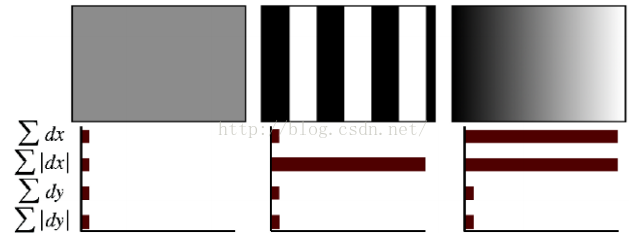 http://blog.csdn.net/
∑ dx
∑ |dx|
∑ dy
∑ |dy|